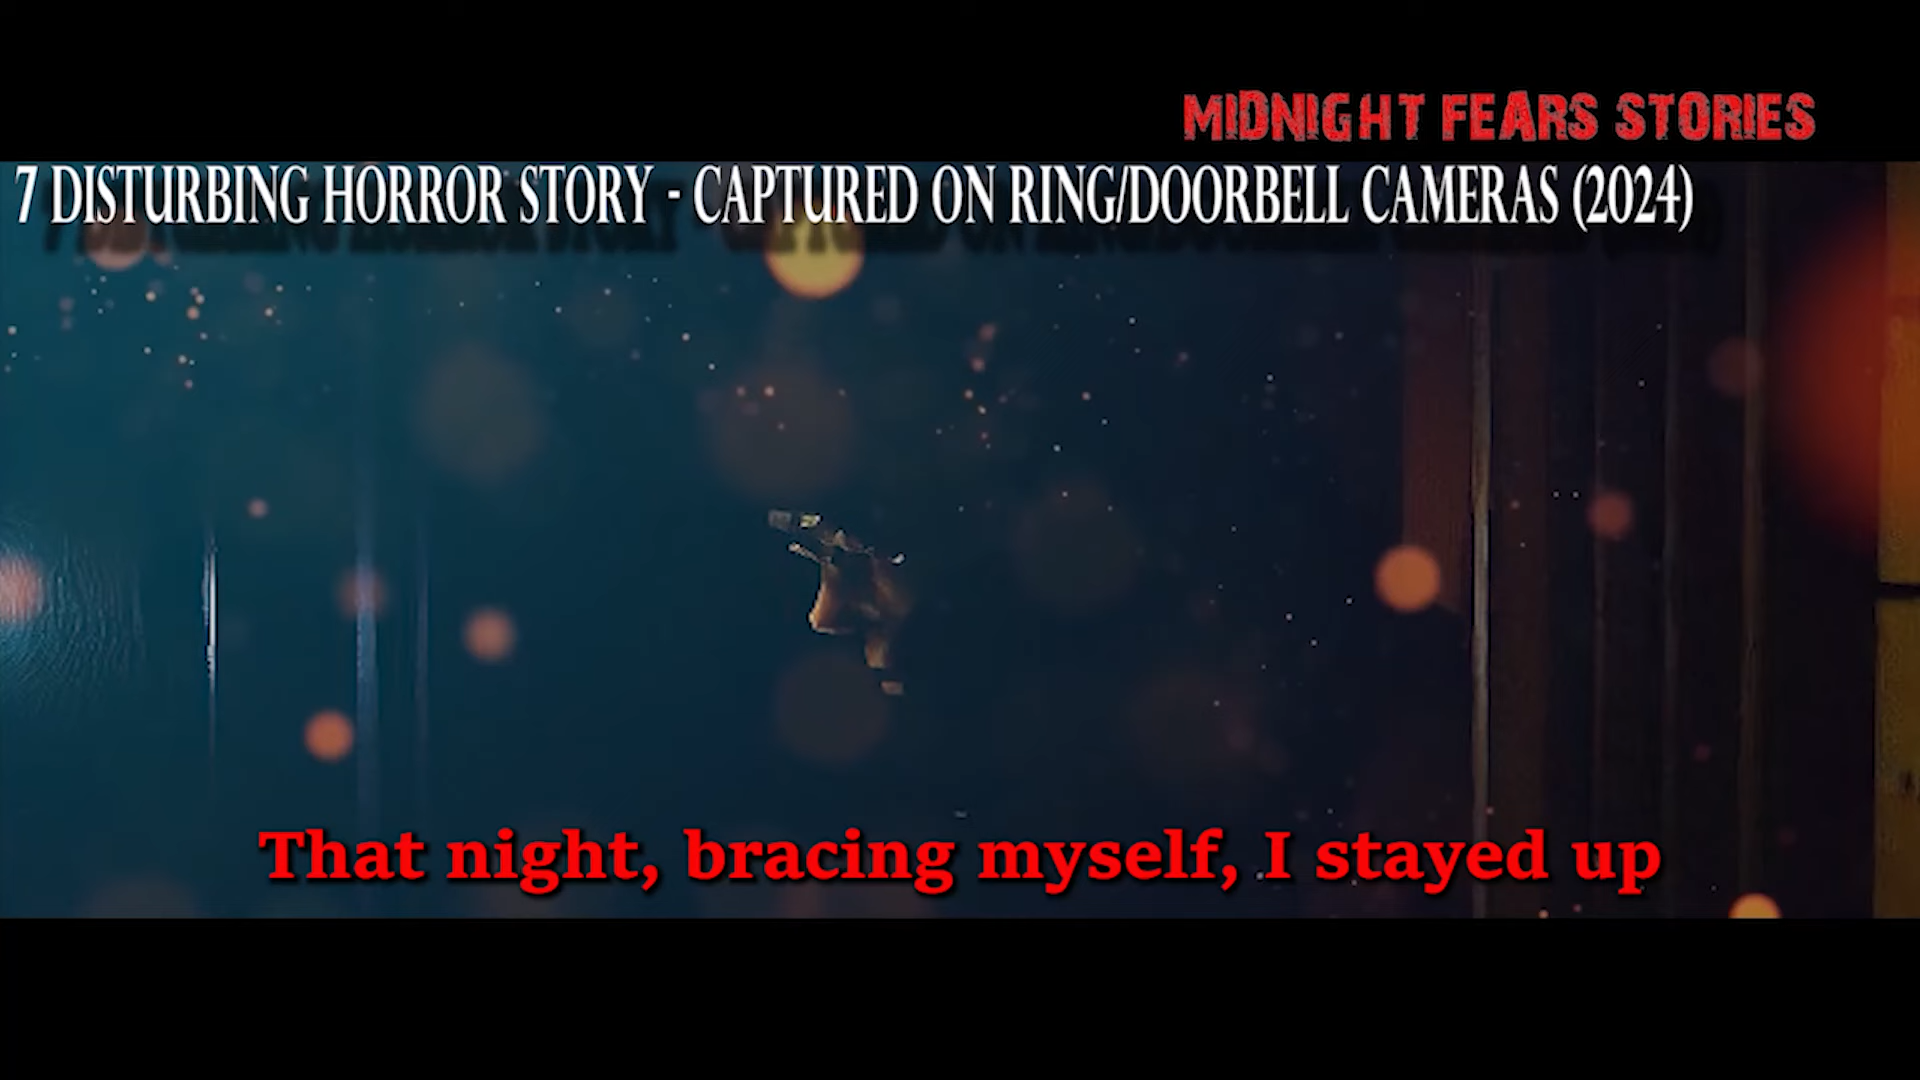 MIDNIGHT FEARS STORIES
7 DISTURBING HORROR STORY - CAPTURED ON RING/DOORBELL CAMERAS (2024)
That night, bracing myself, I stayed up